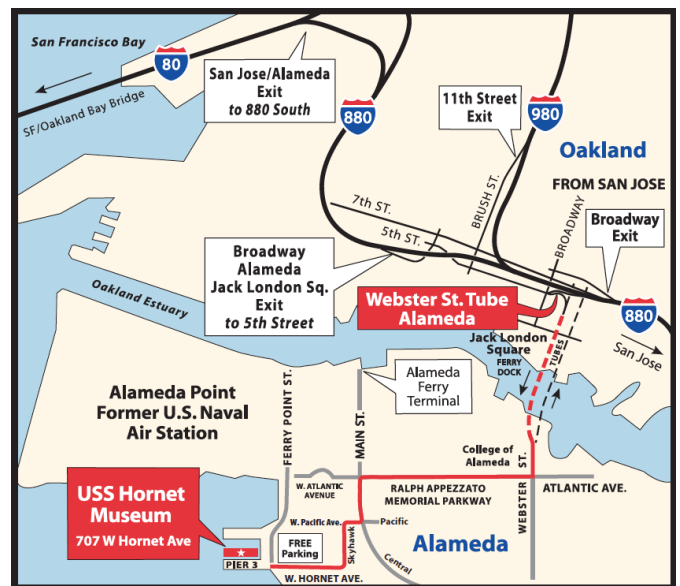 San Francisco Bay
80
SF/Oakland Bay Bridge
San Jose/Alameda
Exit
to 880 South
880
11th Street
Exit
980
Oakland
FROM SAN JOSE
7TH ST.
5TH ST.
BRUSH ST.
BROADWAY
Broadway
Exit
Broadway
Alameda
Jack London Sq.
Exit
to 5th Street
Oakland Estuary
Webster St. Tube
Alameda
880
San Jose
Jack London
Square
FERRY
DOCK
TUBES
Alameda
Ferry
Terminal
Alameda Point
Former U.S. Naval
Air Station
FERRY POINT ST.
MAIN ST.
College of
Alameda
WEBSTER ST.
W. ATLANTIC
AVENUE
RALPH APPEZZATO
MEMORIAL PARKWAY
ATLANTIC AVE.
USS Hornet
Museum
707 W Hornet Ave
PIER 3
W. Pacific Ave.
Pacific
FREE
Parking
Skyhawk
Central
Alameda
W. HORNET AVE.